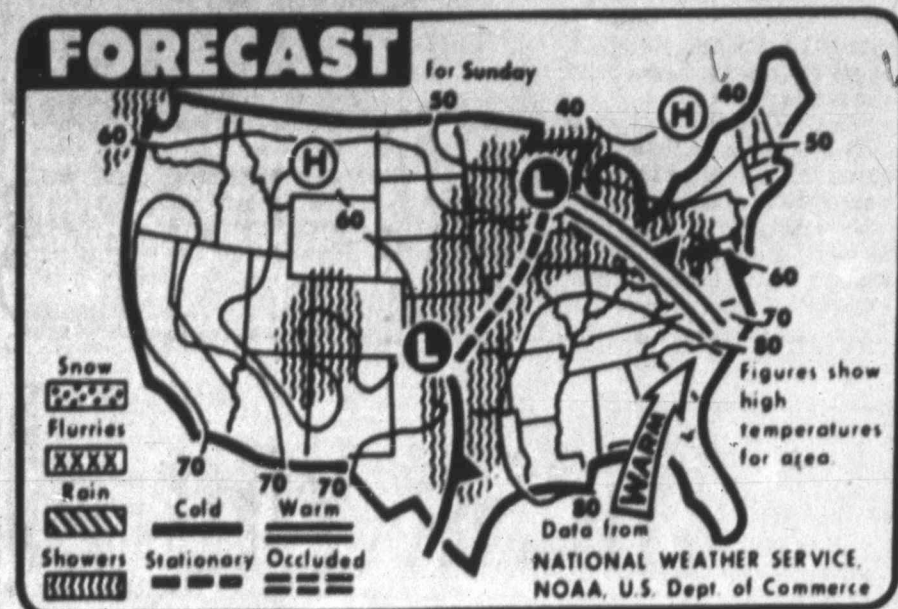 FORECAST
for Sunday
50
40
H
40
60
50
H
L
60
60
70
80
L
Snow
Figures show
high
temperatures
for area.
Flurries
XXXX
70
70
70
WARM
80
Rain
Cold
Warm
Data from
Showers
Stationary
Occluded
NATIONAL WEATHER SERVICE,
NOAA, U.S. Dept. of Commerce